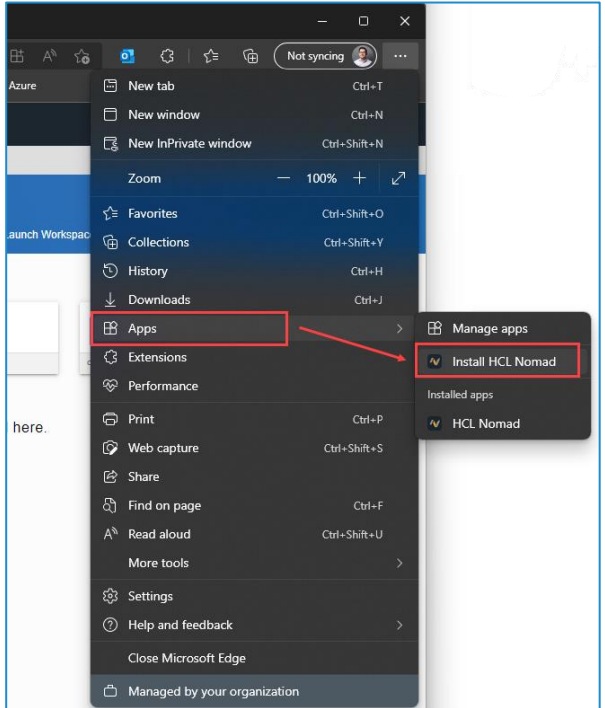 Not syncing
Azure
New tab Ctrl+T
New window Ctrl+N
New InPrivate window Ctrl+Shift+N
Zoom — 100% +
Favorites Ctrl+Shift+O
aunch Workspac
Collections Ctrl+Shift+Y
History Ctrl+H
Downloads Ctrl+J
Apps
Manage apps
Extensions
Install HCL Nomad
Performance
Installed apps
Print Ctrl+P
HCL Nomad
here.
Web capture Ctrl+Shift+S
Share
Find on page Ctrl+F
Read aloud Ctrl+Shift+U
More tools
Settings
Help and feedback
Close Microsoft Edge
Managed by your organization